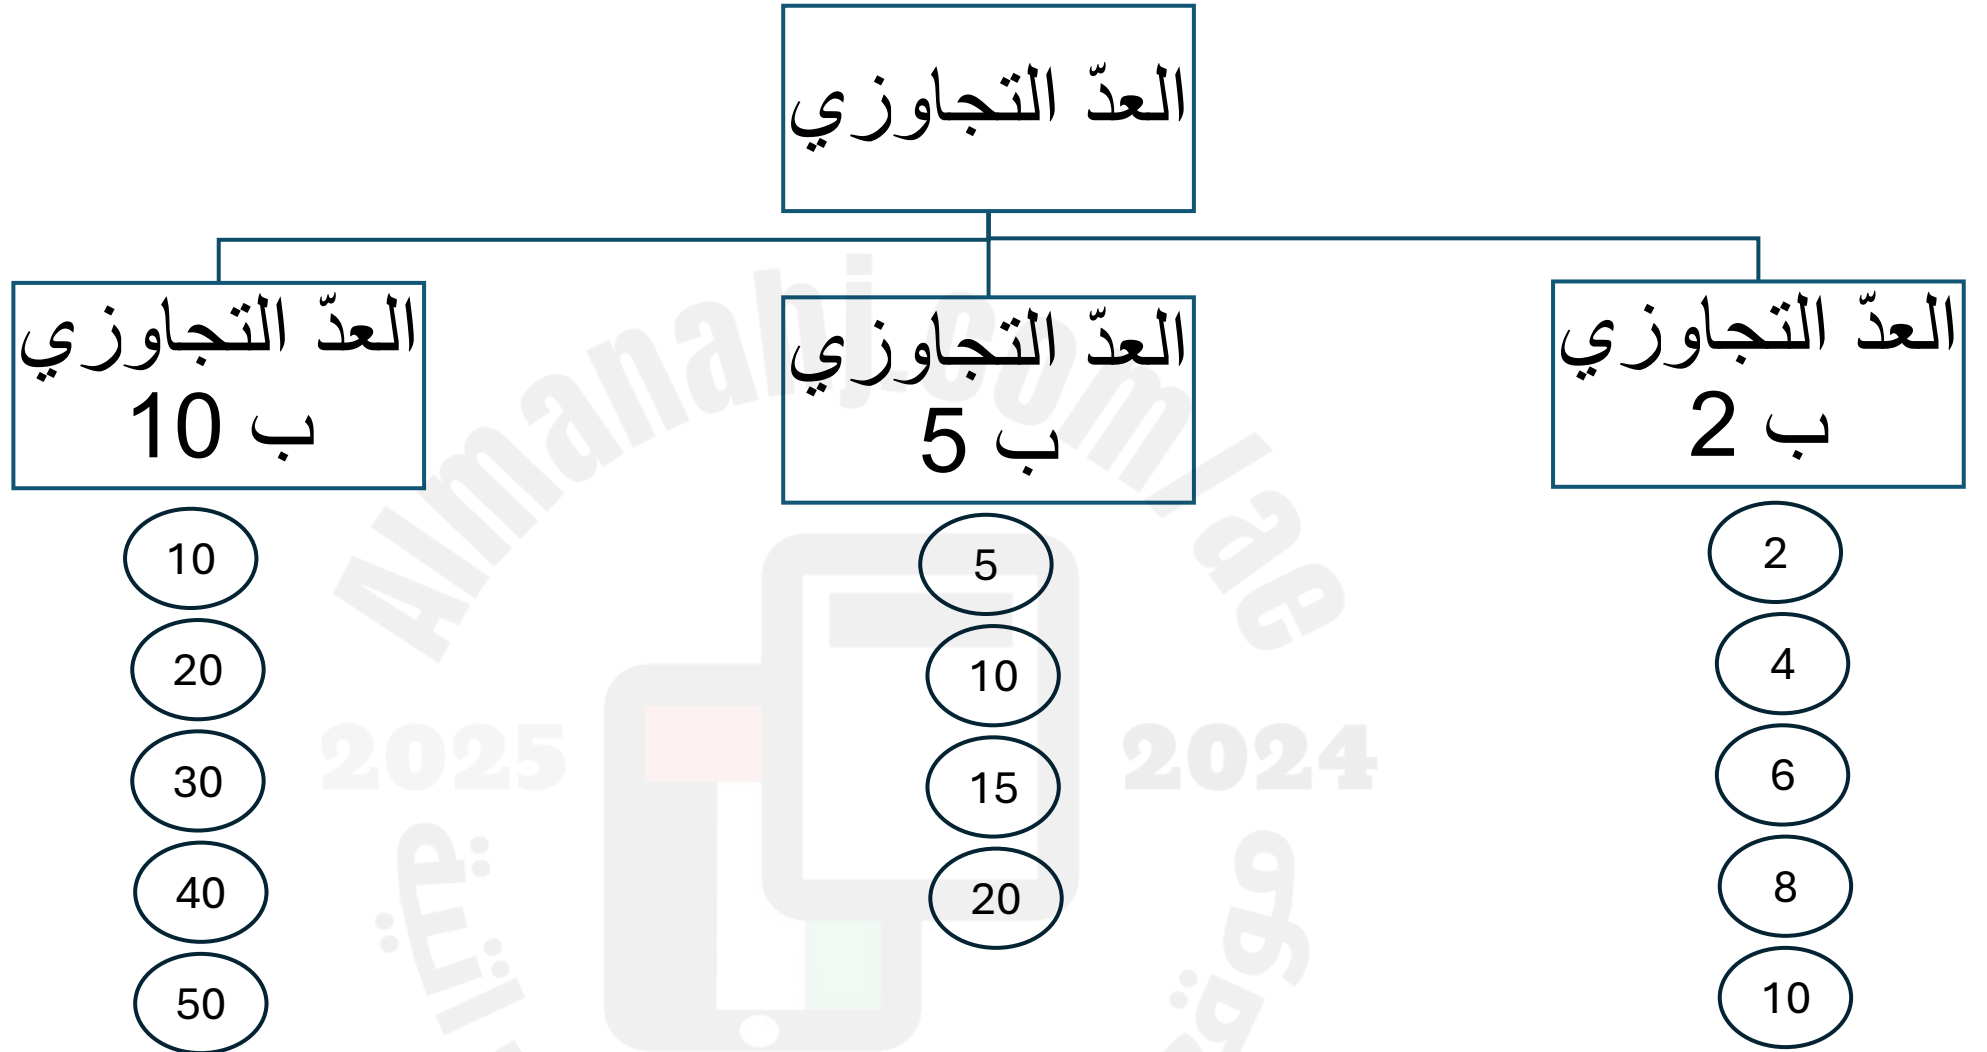 العدّ التجاوزي
العدّ التجاوزي
ب 2
2
4
6
8
10
العدّ التجاوزي
ب 5
5
10
15
20
العدّ التجاوزي
ب 10
10
20
30
40
50
Almanahj.com/ae
2024
2025